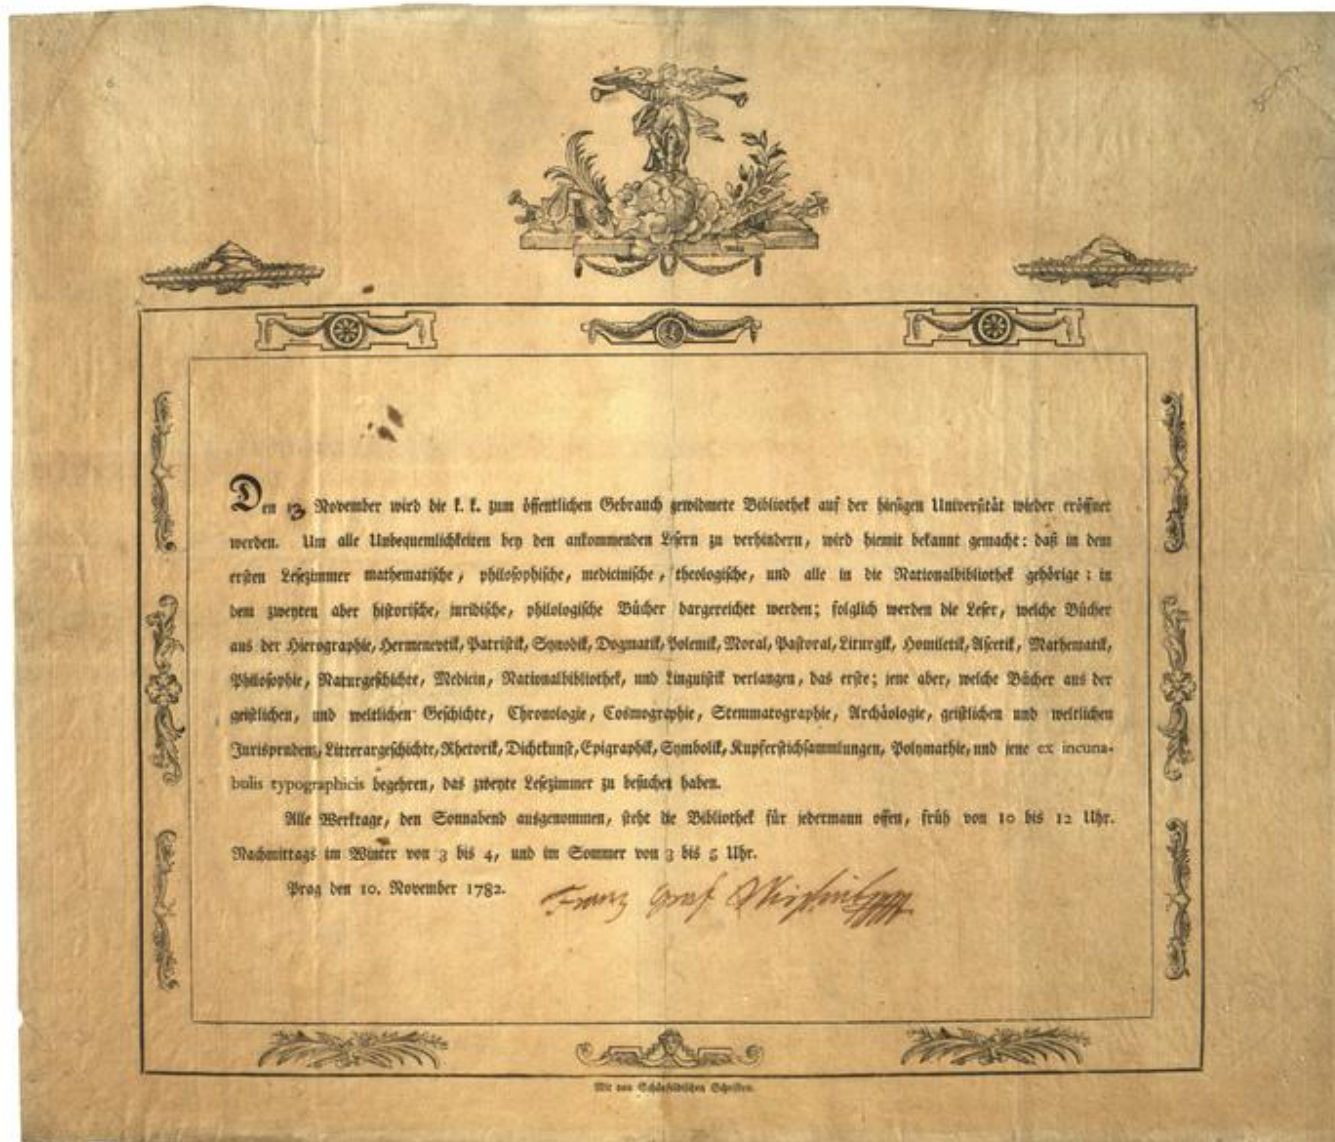 Den 13 November wird die k. k. zum öffentlichen Gebrauch gewidmete Bibliothek auf der hiesigen Universität wieder eröffnet
werden. Um alle Unbequemlichkeiten bey den ankommenden Lesern zu verhindern, wird hiemit bekannt gemacht: daß in dem
ersten Lesezimmer mathematische, philosophische, medicinische, theologische, und alle in die Nationalbibliothek gehörige: in
dem zweyten aber historische, juridische, philologische Bücher dargereichet werden; folglich werden die Leser, welche Bücher
aus der Hierographie, Hermenevtik, Patristik, Synodik, Dogmatik, Polemik, Moral, Pastoral, Liturgik, Homiletik, Ascetik, Mathematik,
Philosophie, Naturgeschichte, Medicin, Nationalbibliothek, und Linguistik verlangen, das erste; jene aber, welche Bücher aus der
geistlichen, und weltlichen Geschichte, Chronologie, Cosmographie, Stemmatographie, Archäologie, geistlichen und weltlichen
Jurisprudenz, Litterargeschichte, Rhetorik, Dichtkunst, Epigraphik, Symbolik, Kupferstichsammlungen, Polymathie, und jene ex incuna-
bulis typographicis begehren, das zweyte Lesezimmer zu besuchen haben.
Alle Werktage, den Sonnabend ausgenommen, steht die Bibliothek für jedermann offen, früh von 10 bis 12 Uhr.
Nachmittags im Winter von 3 bis 4, und im Sommer von 3 bis 5 Uhr.
Prag den 10. November 1782.
Franz Graf
Mit von Schönfeldischen Schriften.